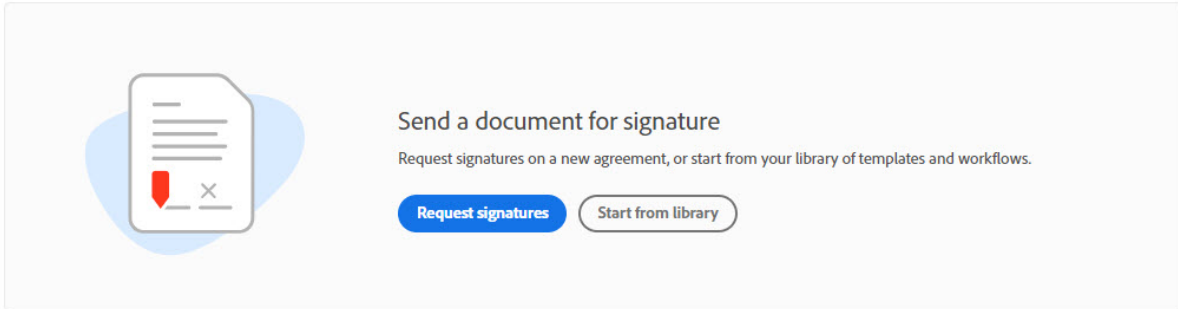 Send a document for signature
Request signatures on a new agreement, or start from your library of templates and workflows.
Request signatures
Start from library